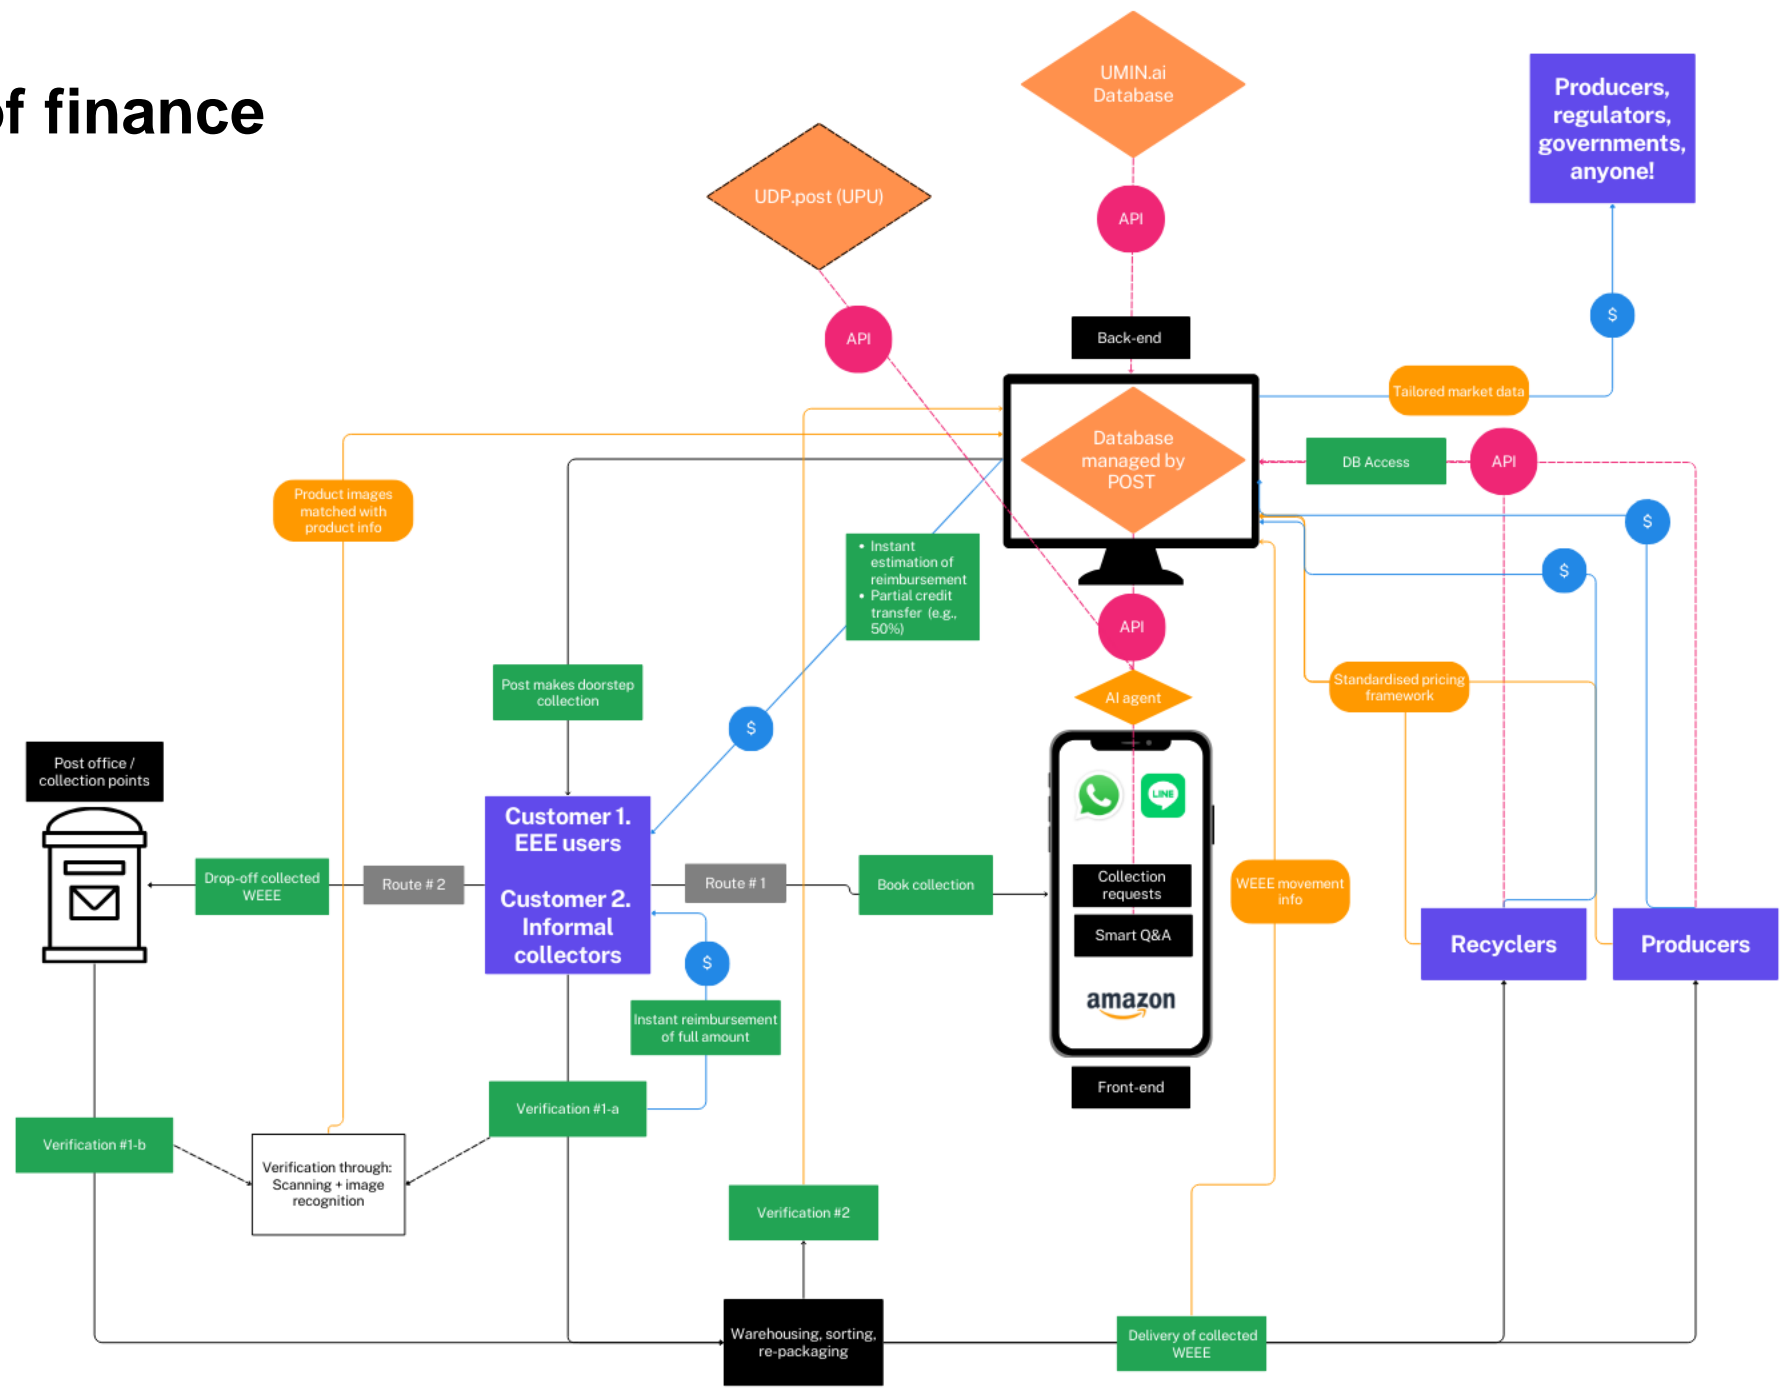 of finance
UMIN.ai
Database
Producers,
regulators,
governments,
anyone!
UDP.post (UPU)
API
API
$
Back-end
Tailored market data
Database
managed by
POST
DB Access
API
Product images
matched with
product info
$
• Instant
estimation of
reimbursement
• Partial credit
transfer (e.g.,
50%)
$
API
Post makes doorstep
collection
AI agent
Standardised pricing
framework
$
Post office /
collection points
LINE
Customer 1.
EEE users
Customer 2.
Informal
collectors
Drop-off collected
WEEE
Route # 2
Route # 1
Book collection
Collection
requests
WEEE movement
info
Smart Q&A
Recyclers
Producers
$
amazon
Instant reimbursement
of full amount
Front-end
Verification #1-a
Verification #1-b
Verification through:
Scanning + image
recognition
Verification #2
Warehousing, sorting,
re-packaging
Delivery of collected
WEEE